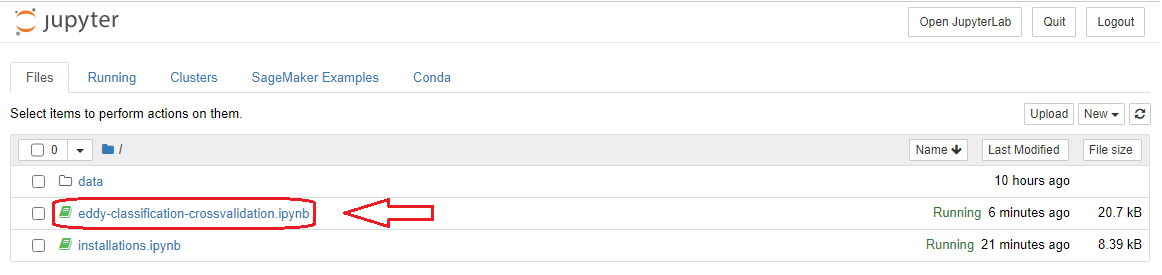 jupyter Open JupyterLab Quit Logout
Files Running Clusters SageMaker Examples Conda
Select items to perform actions on them. Upload New
0 / Name Last Modified File size
data 10 hours ago
eddy-classification-crossvalidation.ipynb Running 6 minutes ago 20.7 kB
installations.ipynb Running 21 minutes ago 8.39 kB